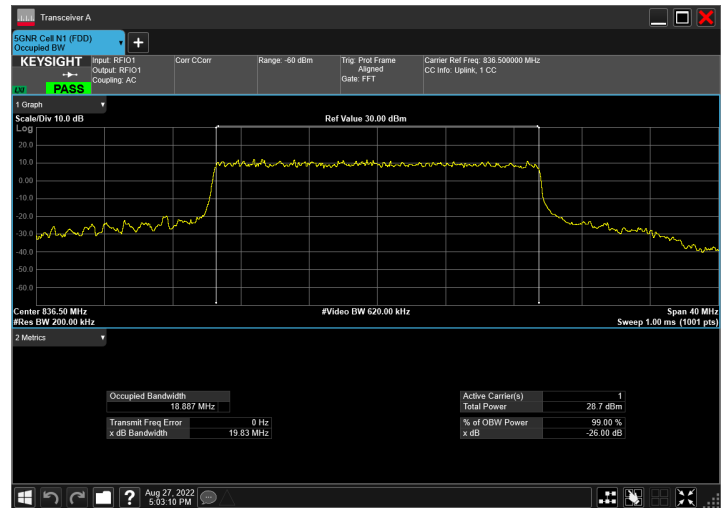 Transceiver A
5GNR Cell N1 (FDD)
Occupied BW
KEYSIGHT
PASS
Input: RFIO1
Output: RFIO1
Coupling: AC
Corr CCorr
Range: -60 dBm
Trig: Prot Frame
Aligned
Gate: FFT
Carrier Ref Freq: 836.500000 MHz
CC Info: Uplink, 1 CC
1 Graph
Scale/Div 10.0 dB
Ref Value 30.00 dBm
Log
20.0
10.0
0.00
-10.0
-20.0
-30.0
-40.0
-50.0
-60.0
Center 836.50 MHz
#Video BW 620.00 kHz
Span 40 MHz
#Res BW 200.00 kHz
Sweep 1.00 ms (1001 pts)
2 Metrics
Occupied Bandwidth
18.887 MHz
Transmit Freq Error 0 Hz
x dB Bandwidth 19.83 MHz
Active Carrier(s) 1
Total Power 28.7 dBm
% of OBW Power 99.00 %
x dB -26.00 dB
Aug 27, 2022
5:03:10 PM